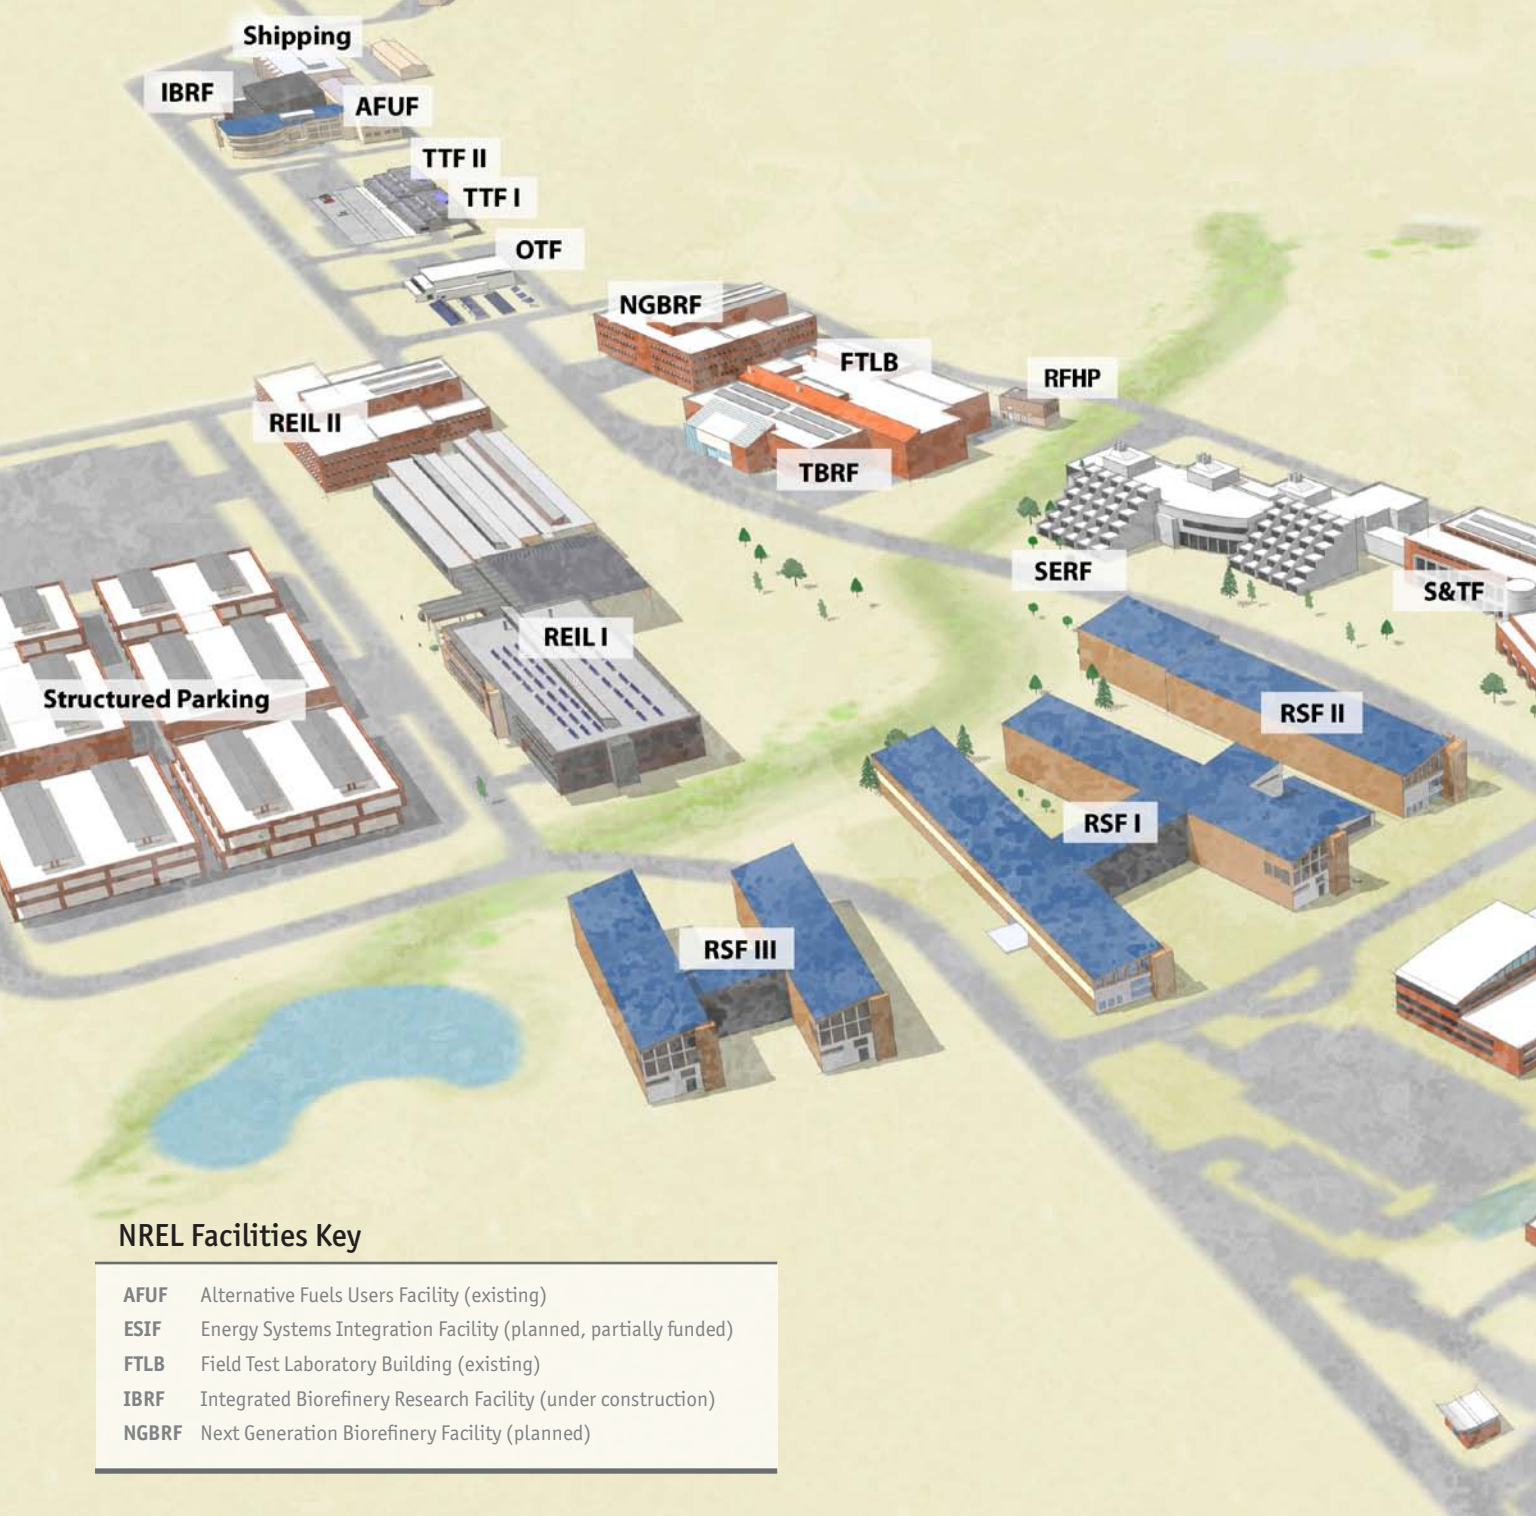 Shipping
IBRF
AFUF
TTF II
TTF I
OTF
NGBRF
FTLB
RFHP
REIL II
TBRF
SERF
S&TF
REIL I
Structured Parking
RSF II
RSF I
RSF III
NREL Facilities Key
AFUF Alternative Fuels Users Facility (existing)
ESIF Energy Systems Integration Facility (planned, partially funded)
FTLB Field Test Laboratory Building (existing)
IBRF Integrated Biorefinery Research Facility (under construction)
NGBRF Next Generation Biorefinery Facility (planned)